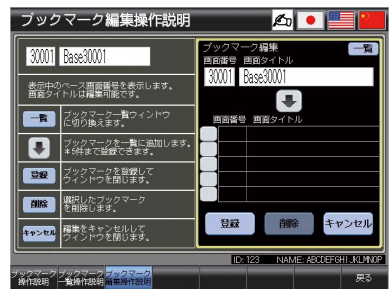 ブックマーク編集操作説明
30001 Base30001
表示中のベース画面番号を表示します。
画面タイトルは編集可能です。
一覧
ブックマーク一覧ウィンドウ
に切り換えます。
ブックマークを一覧に追加します。
*5件まで登録できます。
登録
ブックマークを登録して
ウィンドウを閉じます。
削除
選択したブックマーク
を削除します。
キャンセル
編集をキャンセルして
ウィンドウを閉じます。
ブックマーク編集
一覧
画面番号 画面タイトル
30001 Base30001
画面番号 画面タイトル
登録 削除 キャンセル
ID: 123 NAME: ABCDEFGHIJKLMNOP
ブックマーク
操作説明
ブックマーク
一覧操作説明
ブックマーク
編集操作説明
戻る